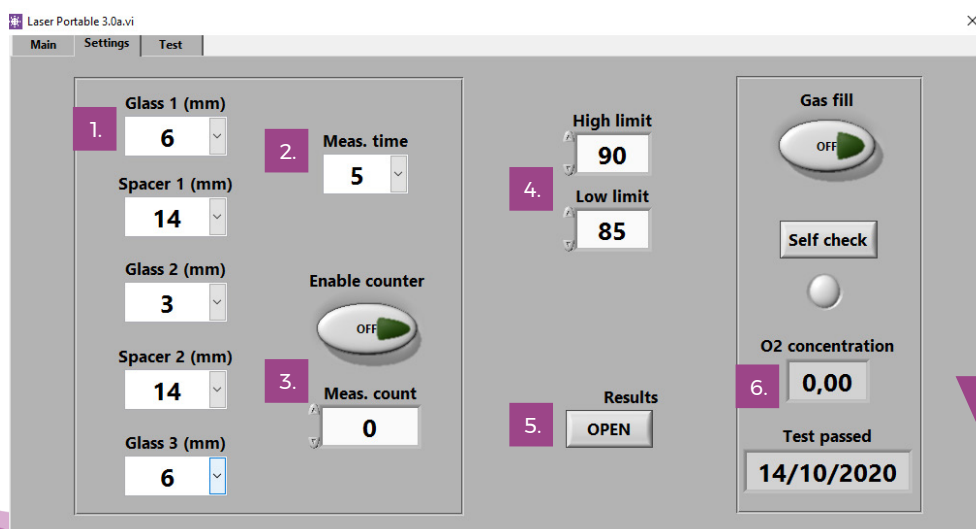 Laser Portable 3.0a.vi
Main Settings Test
1.
Glass 1 (mm)
6
Spacer 1 (mm)
14
Glass 2 (mm)
3
Spacer 2 (mm)
14
Glass 3 (mm)
6
2.
Meas. time
5
Enable counter
OFF
3.
Meas. count
0
4.
High limit
90
Low limit
85
5.
Results
OPEN
Gas fill
OFF
Self check
6.
O2 concentration
0,00
Test passed
14/10/2020